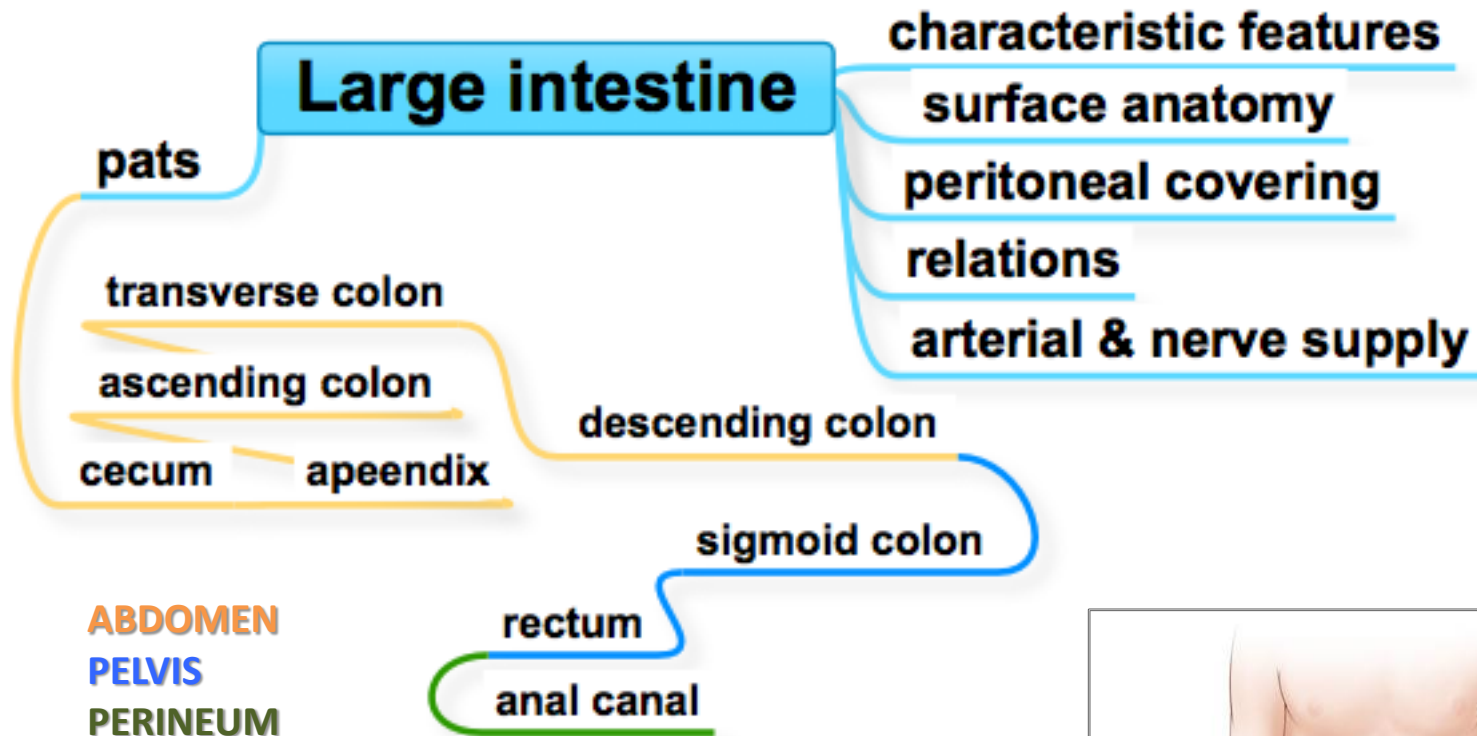 Large intestine
characteristic features
surface anatomy
peritoneal covering
relations
arterial & nerve supply
pats
transverse colon
ascending colon
cecum
apeendix
descending colon
sigmoid colon
rectum
anal canal
ABDOMEN
PELVIS
PERINEUM